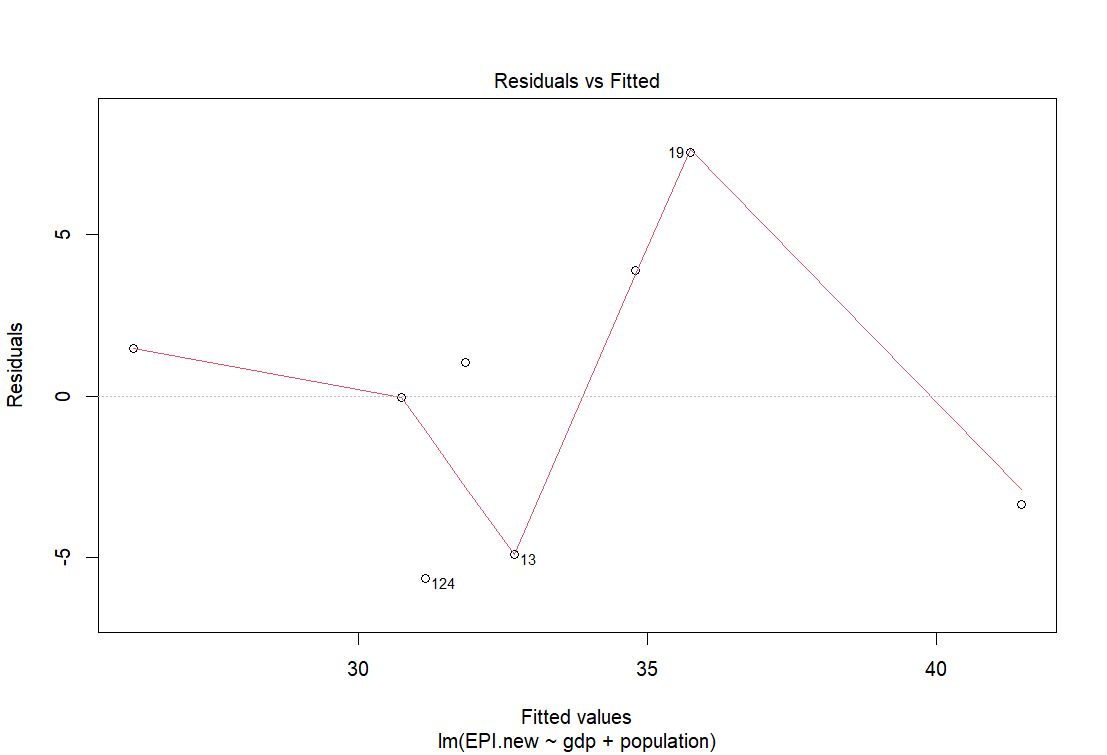 Residuals vs Fitted
Residuals
5
0
-5
19
13
124
30 35 40
Fitted values
lm(EPI.new ~ gdp + population)